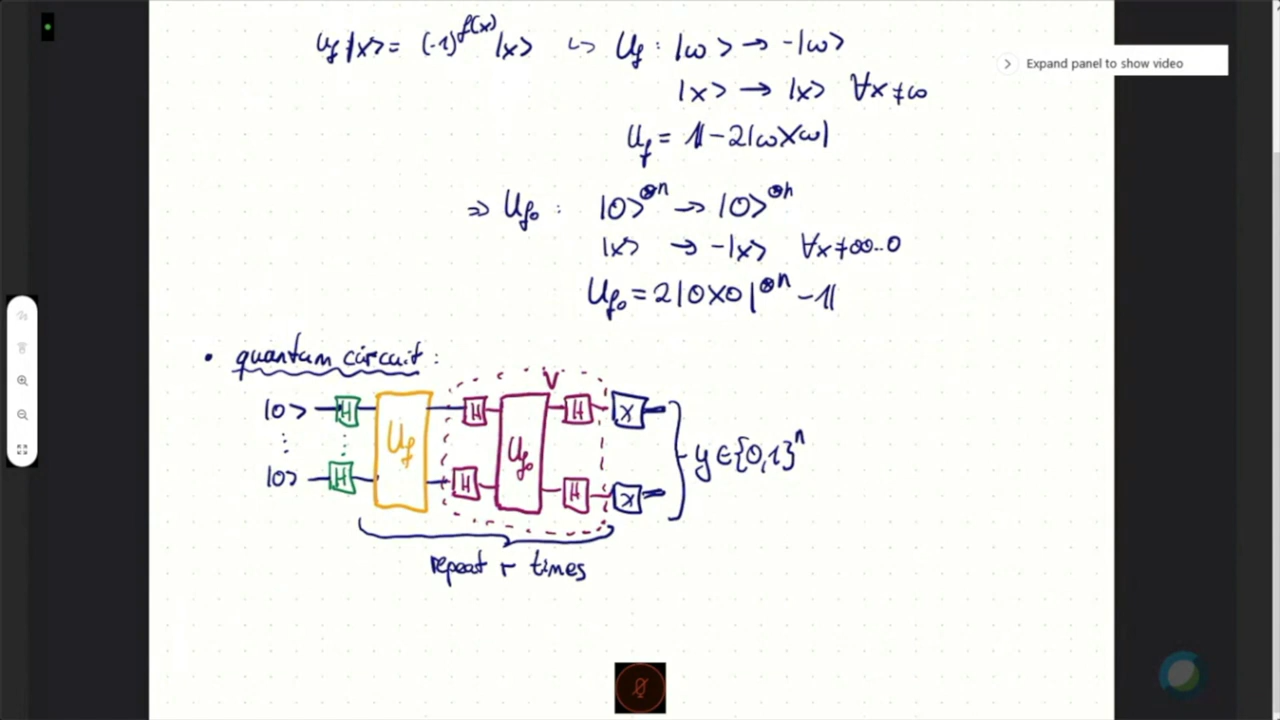 U_f|x> = (-1)^{f(x)}|x> ↪ U_f : |ω> → -|ω>
|x> → |x> ∀x≠ω
U_f = 𝟙 - 2|ω><ω|
⇒ U_{f_0} : |0>^{⊗n} → |0>^{⊗n}
|x> → -|x> ∀x≠00..0
U_{f_0} = 2|0><0|^{⊗n} - 𝟙
Expand panel to show video
• quantum circuit :
V
|0> H U_f H U_{f_0} H X
⋮ ⋮ } y ∈ {0,1}^n
|0> H H H X
repeat r times